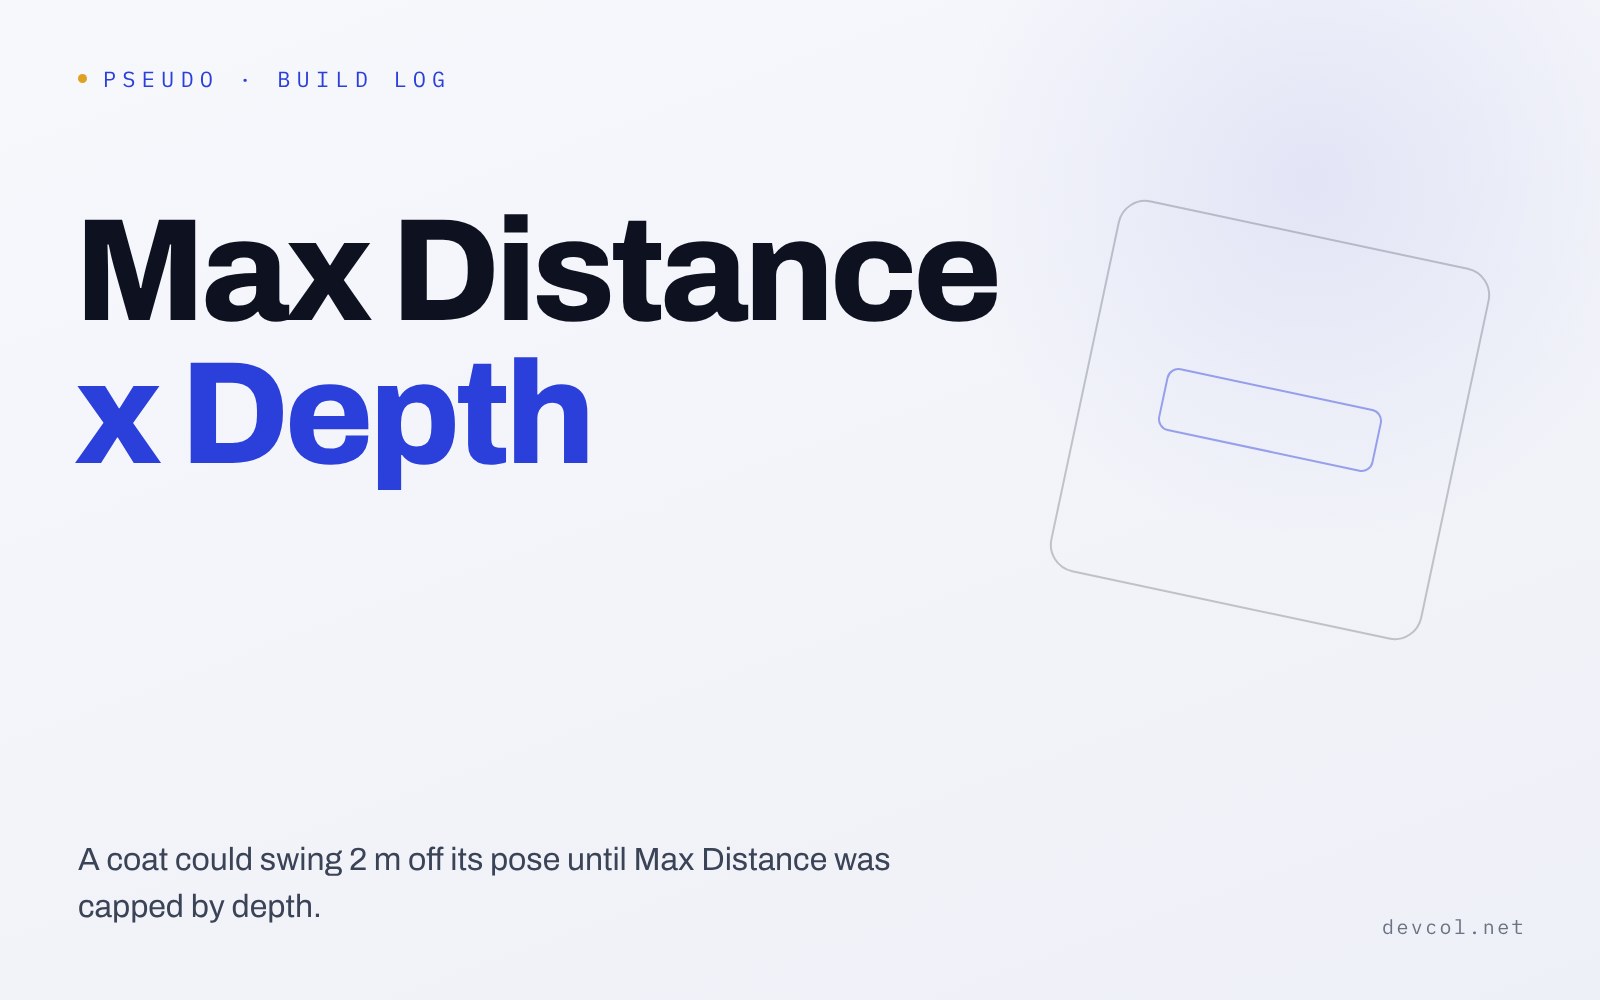 PSEUDO · BUILD LOG
Max Distance
x Depth
A coat could swing 2 m off its pose until Max Distance was
capped by depth.
devcol.net